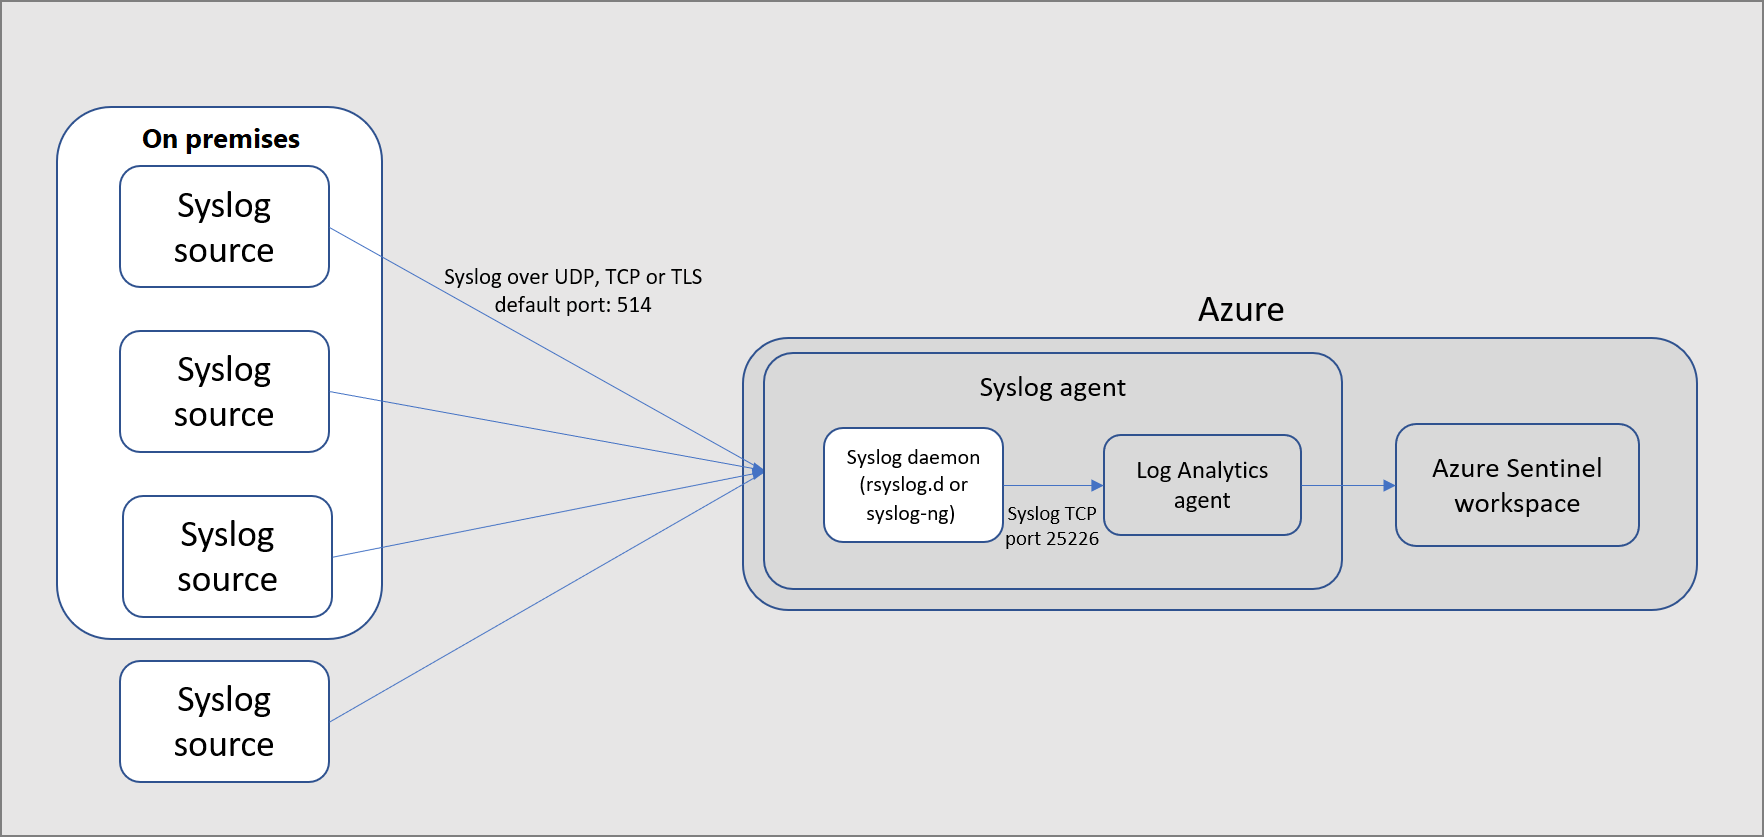 On premises
Syslog
source
Syslog
source
Syslog
source
Syslog
source
Syslog over UDP, TCP or TLS
default port: 514
Azure
Syslog agent
Syslog daemon
(rsyslog.d or
syslog-ng)
Syslog TCP
port 25226
Log Analytics
agent
Azure Sentinel
workspace